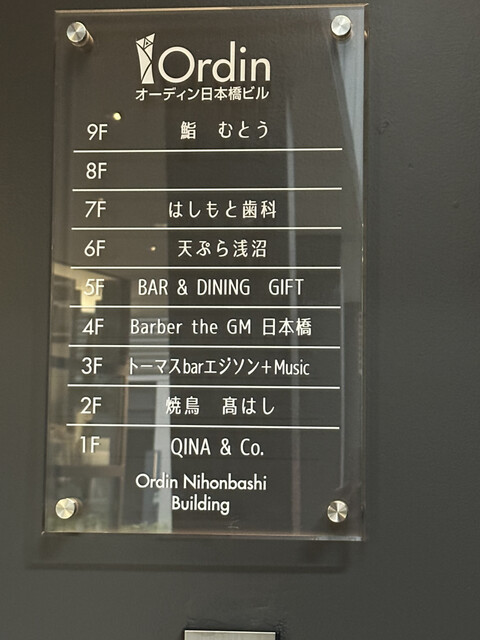 Ordin
オーディン日本橋ビル
9F 鮨 むとう
8F
7F はしもと歯科
6F 天ぷら浅沼
5F BAR & DINING GIFT
4F Barber the GM 日本橋
3F トーマスbarエジソン+Music
2F 焼鳥 髙はし
1F QINA & Co.
Ordin Nihonbashi
Building